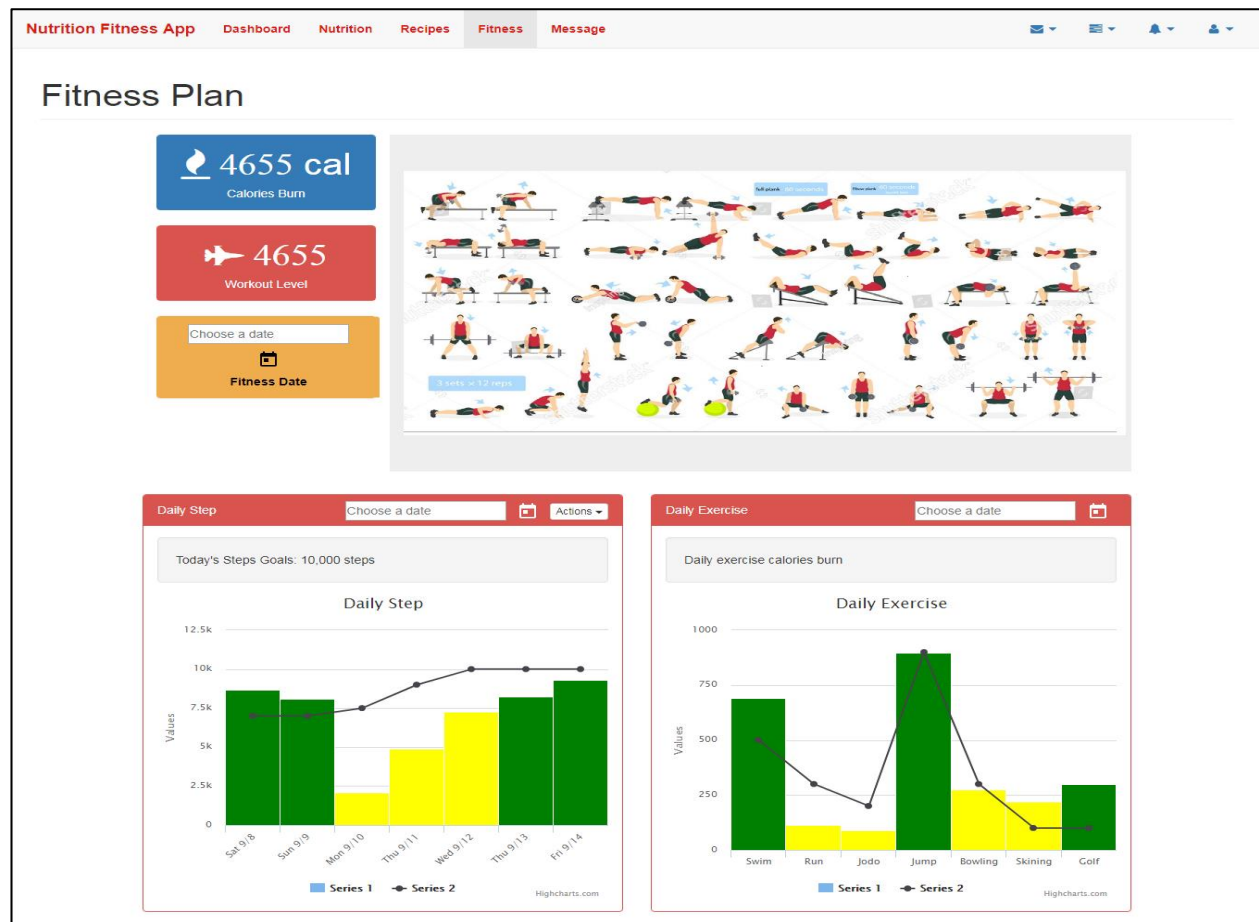 Nutrition Fitness App Dashboard Nutrition Recipes Fitness Message
Fitness Plan
4655 cal
Calories Burn
4655
Workout Level
Choose a date
Fitness Date
full plank 60 seconds
3 sets × 12 reps
Daily Step Choose a date Actions
Today's Steps Goals: 10,000 steps
Daily Step
12.5k
10k
7.5k
5k
2.5k
0
Values
Sat 9/8 Sun 9/9 Mon 9/10 Thu 9/11 Wed 9/12 Thu 9/13 Fri 9/14
Series 1 Series 2
Highcharts.com
Daily Exercise Choose a date
Daily exercise calories burn
Daily Exercise
1000
750
500
250
0
Values
Swim Run Jodo Jump Bowling Skining Golf
Series 1 Series 2
Highcharts.com